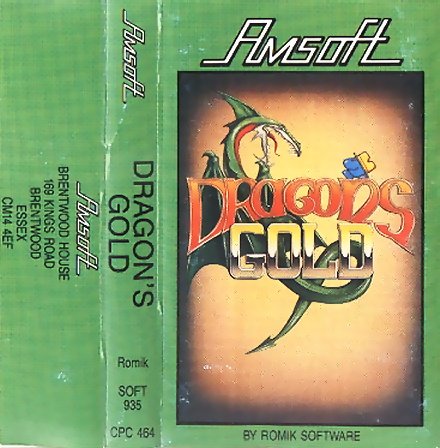 Amsoft
DRAGONS
GOLD
BY ROMIK SOFTWARE
Amsoft
DRAGON'S
GOLD
Romik
SOFT
935
CPC 464
Amsoft
BRENTWOOD HOUSE
169 KINGS ROAD
BRENTWOOD
ESSEX
CM14 4EF